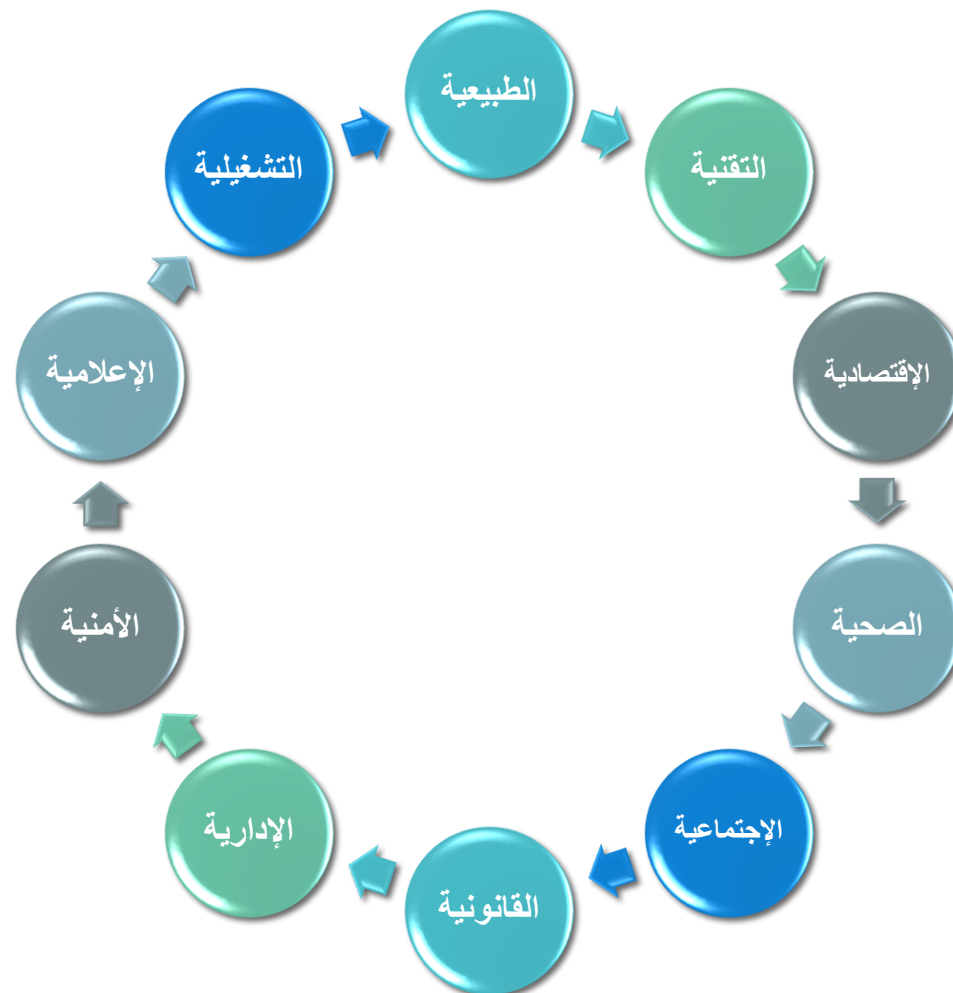 الطبيعية
التقنية
الإقتصادية
الصحية
الإجتماعية
القانونية
الإدارية
الأمنية
الإعلامية
التشغيلية